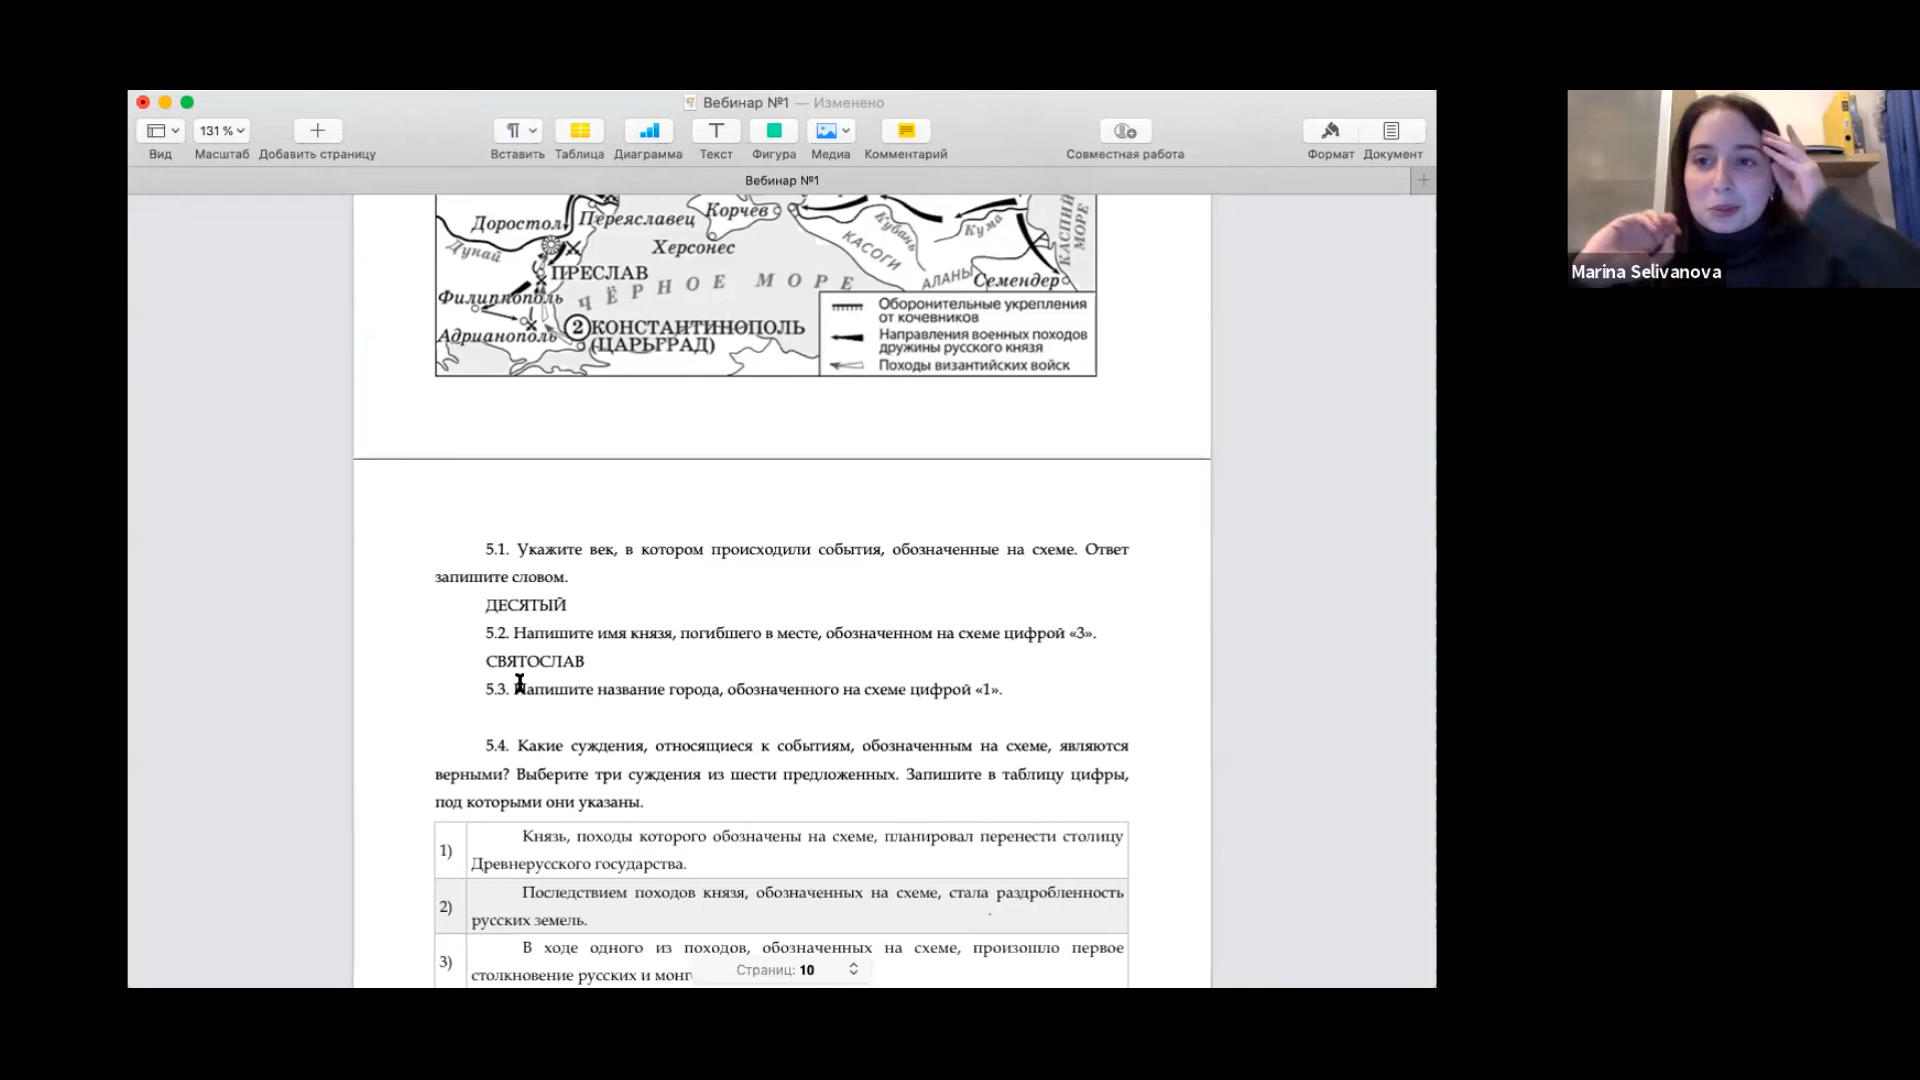 Вебинар №1 — Изменено
131 %
Вид
Масштаб
Добавить страницу
Вставить
Таблица
Диаграмма
Текст
Фигура
Медиа
Комментарий
Совместная работа
Формат
Документ
Вебинар №1
Marina Selivanova
Доростол
Переяславец
Корчев
Кубань
Кума
КАСПИЙ
МОРЕ
Дунай
Херсонес
КАСОГИ
ПРЕСЛАВ
АЛАНЫ
Семендер
Филиппополь
ЧЁРНОЕ МОРЕ
Адрианополь
2 КОНСТАНТИНОПОЛЬ
(ЦАРЬГРАД)
Оборонительные укрепления
от кочевников
Направления военных походов
дружины русского князя
Походы византийских войск
5.1. Укажите век, в котором происходили события, обозначенные на схеме. Ответ
запишите словом.
ДЕСЯТЫЙ
5.2. Напишите имя князя, погибшего в месте, обозначенном на схеме цифрой «3».
СВЯТОСЛАВ
5.3. Напишите название города, обозначенного на схеме цифрой «1».
5.4. Какие суждения, относящиеся к событиям, обозначенным на схеме, являются
верными? Выберите три суждения из шести предложенных. Запишите в таблицу цифры,
под которыми они указаны.
1) Князь, походы которого обозначены на схеме, планировал перенести столицу
Древнерусского государства.
2) Последствием походов князя, обозначенных на схеме, стала раздробленность
русских земель.
3) В ходе одного из походов, обозначенных на схеме, произошло первое
столкновение русских и монг
Страниц: 10